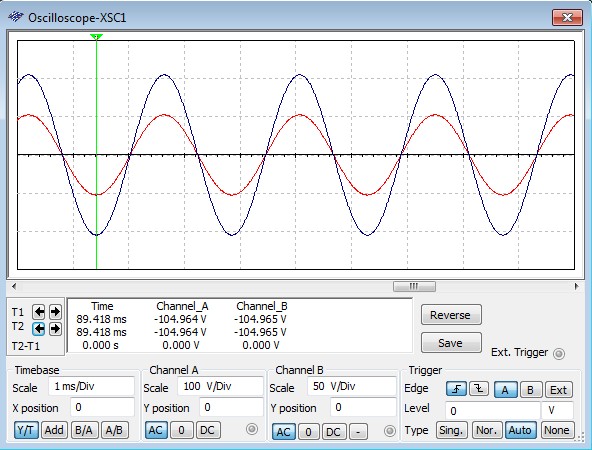 Oscilloscope-XSC1
Time Channel_A Channel_B
T1 89.418 ms -104.964 V -104.965 V
T2 89.418 ms -104.964 V -104.965 V
T2-T1 0.000 s 0.000 V 0.000 V
Reverse
Save
Ext. Trigger
Timebase
Scale 1 ms/Div
X position 0
Y/T Add B/A A/B
Channel A
Scale 100 V/Div
Y position 0
AC 0 DC
Channel B
Scale 50 V/Div
Y position 0
AC 0 DC -
Trigger
Edge A B Ext
Level 0 V
Type Sing. Nor. Auto None